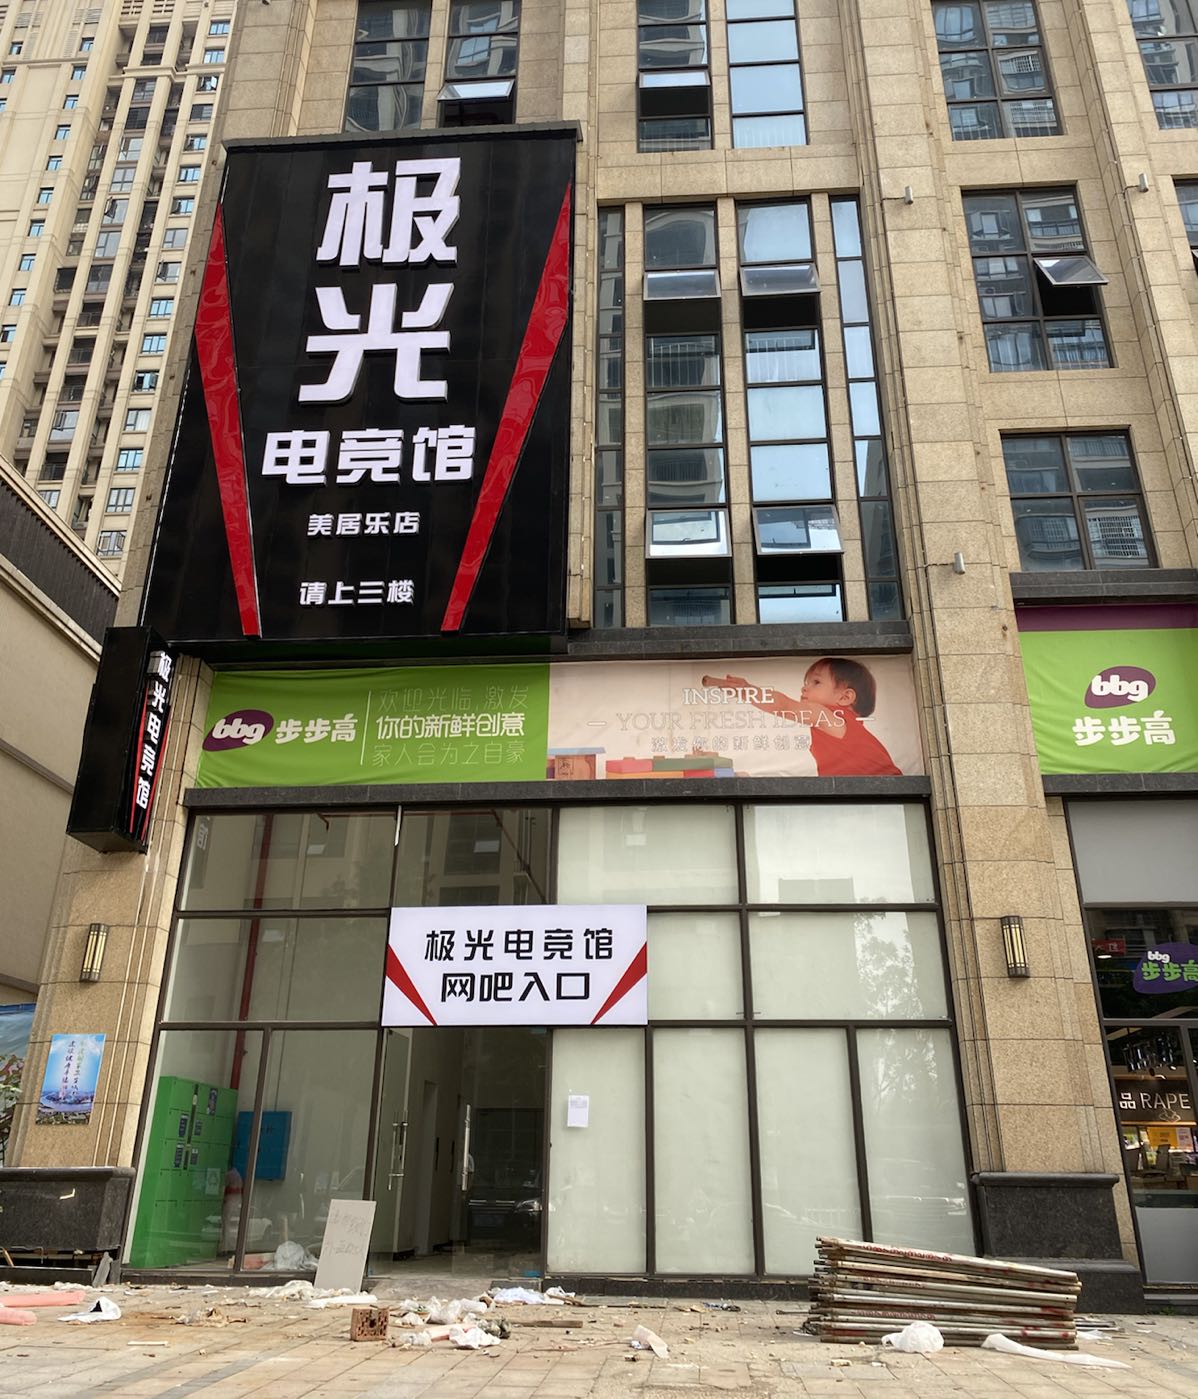 极
光
电竞馆
美居乐店
请上三楼
极光电竞馆
bbg 步步高
欢迎光临,激发
你的新鲜创意
家人会为之自豪
INSPIRE
YOUR FRESH IDEAS
激发你的新鲜创意
bbg
步步高
极光电竞馆
网吧入口
bbg
步步高
品 RAPE